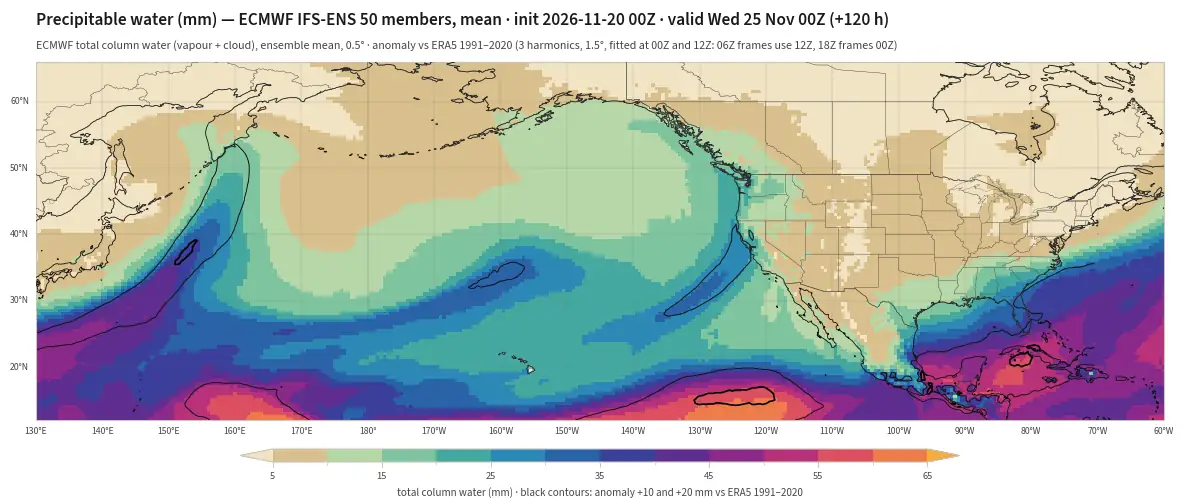 Precipitable water (mm) — ECMWF IFS-ENS 50 members, mean · init 2026-11-20 00Z · valid Wed 25 Nov 00Z (+120 h)
ECMWF total column water (vapour + cloud), ensemble mean, 0.5° · anomaly vs ERA5 1991–2020 (3 harmonics, 1.5°, fitted at 00Z and 12Z: 06Z frames use 12Z, 18Z frames 00Z)
60°N
50°N
40°N
30°N
20°N
130°E 140°E 150°E 160°E 170°E 180° 170°W 160°W 150°W 140°W 130°W 120°W 110°W 100°W 90°W 80°W 70°W 60°W
5 15 25 35 45 55 65
total column water (mm) · black contours: anomaly +10 and +20 mm vs ERA5 1991–2020